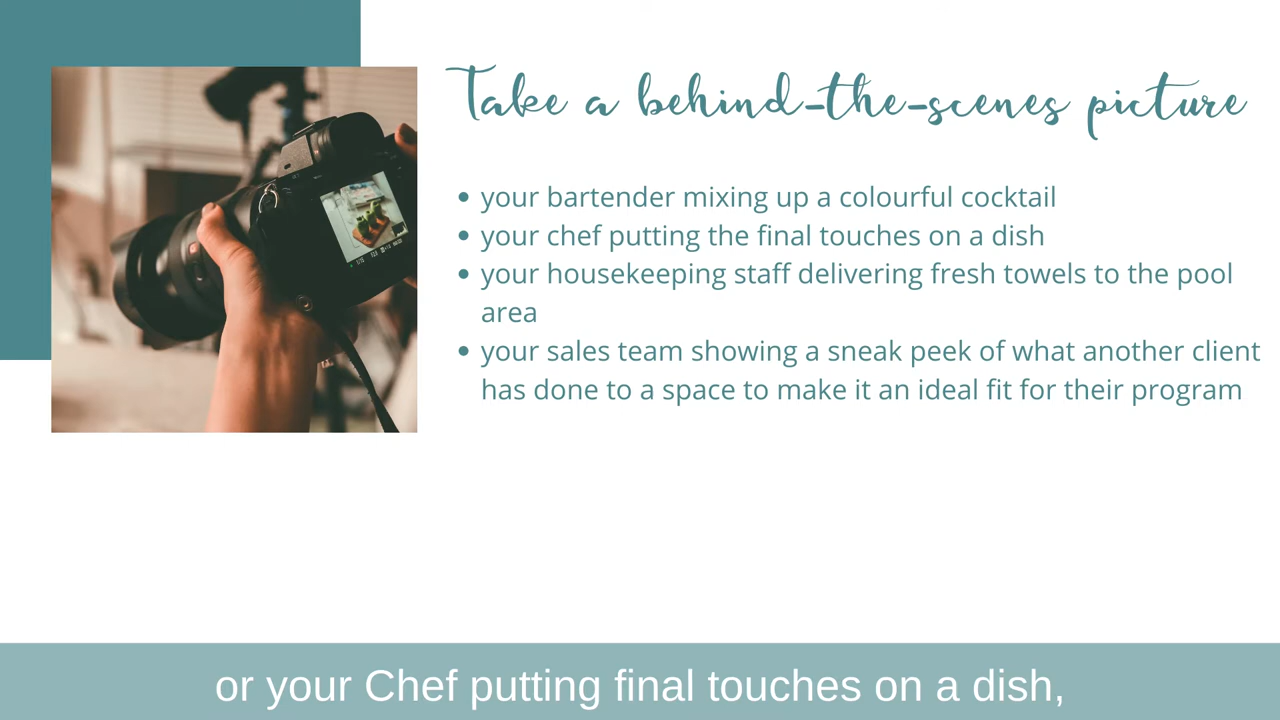 Take a behind-the-scenes picture
• your bartender mixing up a colourful cocktail
• your chef putting the final touches on a dish
• your housekeeping staff delivering fresh towels to the pool
area
• your sales team showing a sneak peek of what another client
has done to a space to make it an ideal fit for their program
or your Chef putting final touches on a dish,